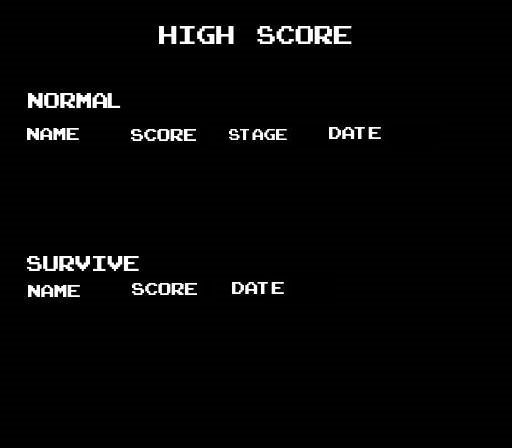 HIGH SCORE
NORMAL
NAME SCORE STAGE DATE
SURVIVE
NAME SCORE DATE